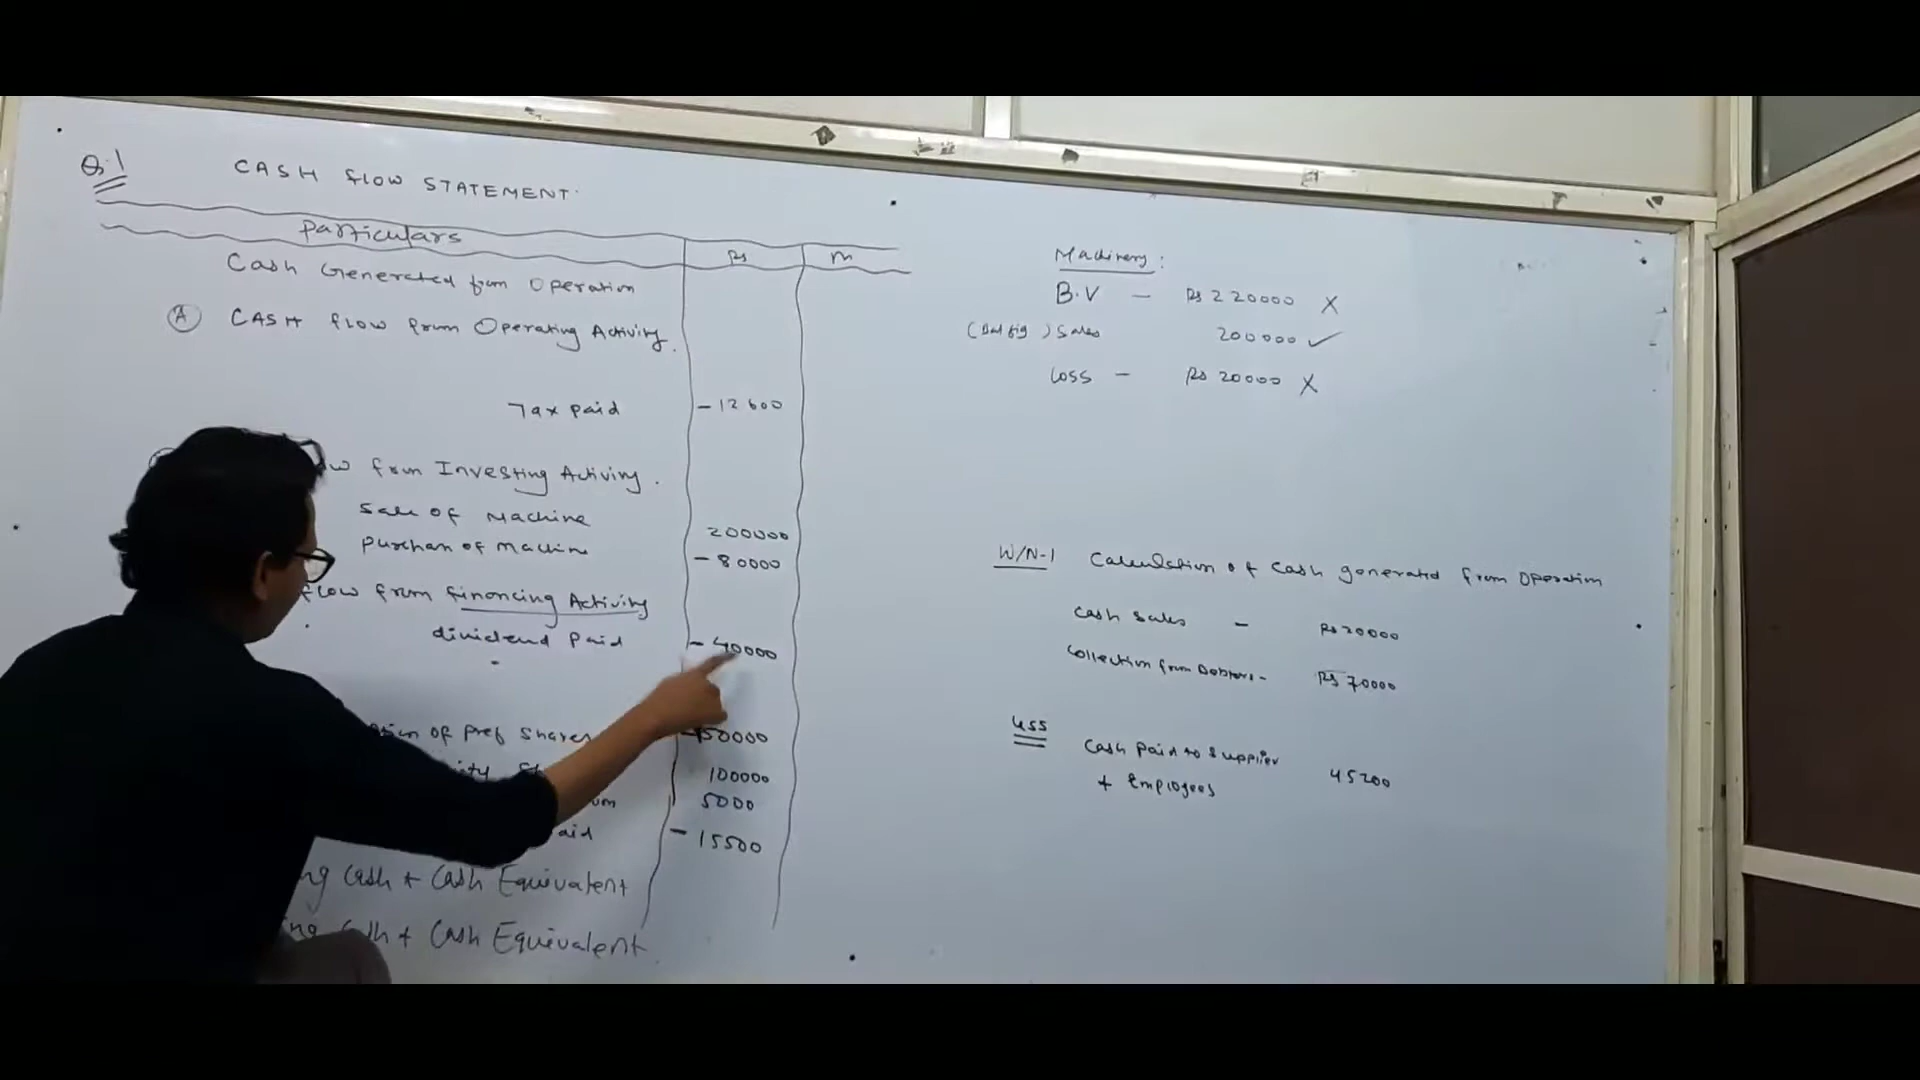 Q.1 CASH FLOW STATEMENT.
Particulars Rs
Cash Generated from Operation
A CASH flow from Operating Activity.
Tax paid - 12600
from Investing Activity.
Sale of Machine 200000
purchase of machine - 80000
flow from financing Activity
dividend paid - 40000
of Pref Shares - 50000
100000
5000
- 15500
Cash + Cash Equivalent
+ Cash Equivalent
Machinery :
B.V - Rs 220000 X
(Bal fig) Sales 200000 ✓
Loss - Rs 20000 X
W/N-1 Calculation of Cash generated from Operation
Cash Sales - Rs 20000
Collection from Debtors - Rs 70000
Less
Cash Paid to Supplier 45200
+ Employees